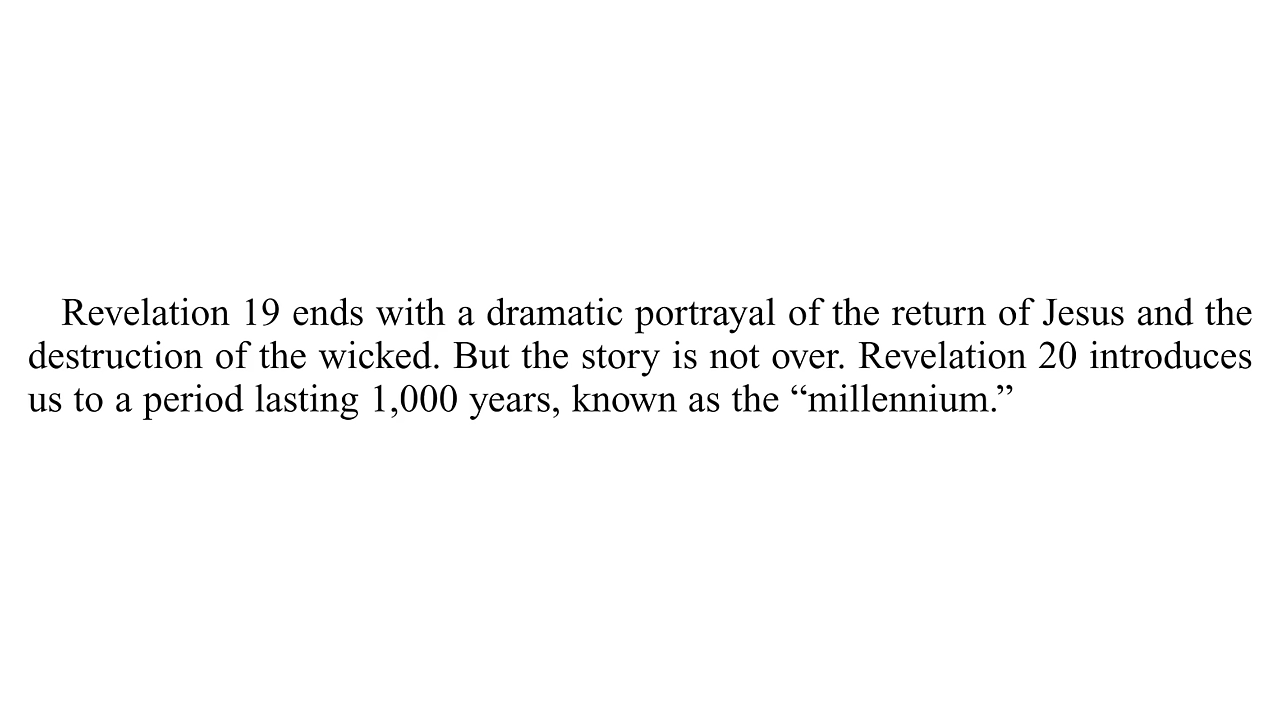 Revelation 19 ends with a dramatic portrayal of the return of Jesus and the
destruction of the wicked. But the story is not over. Revelation 20 introduces
us to a period lasting 1,000 years, known as the “millennium.”